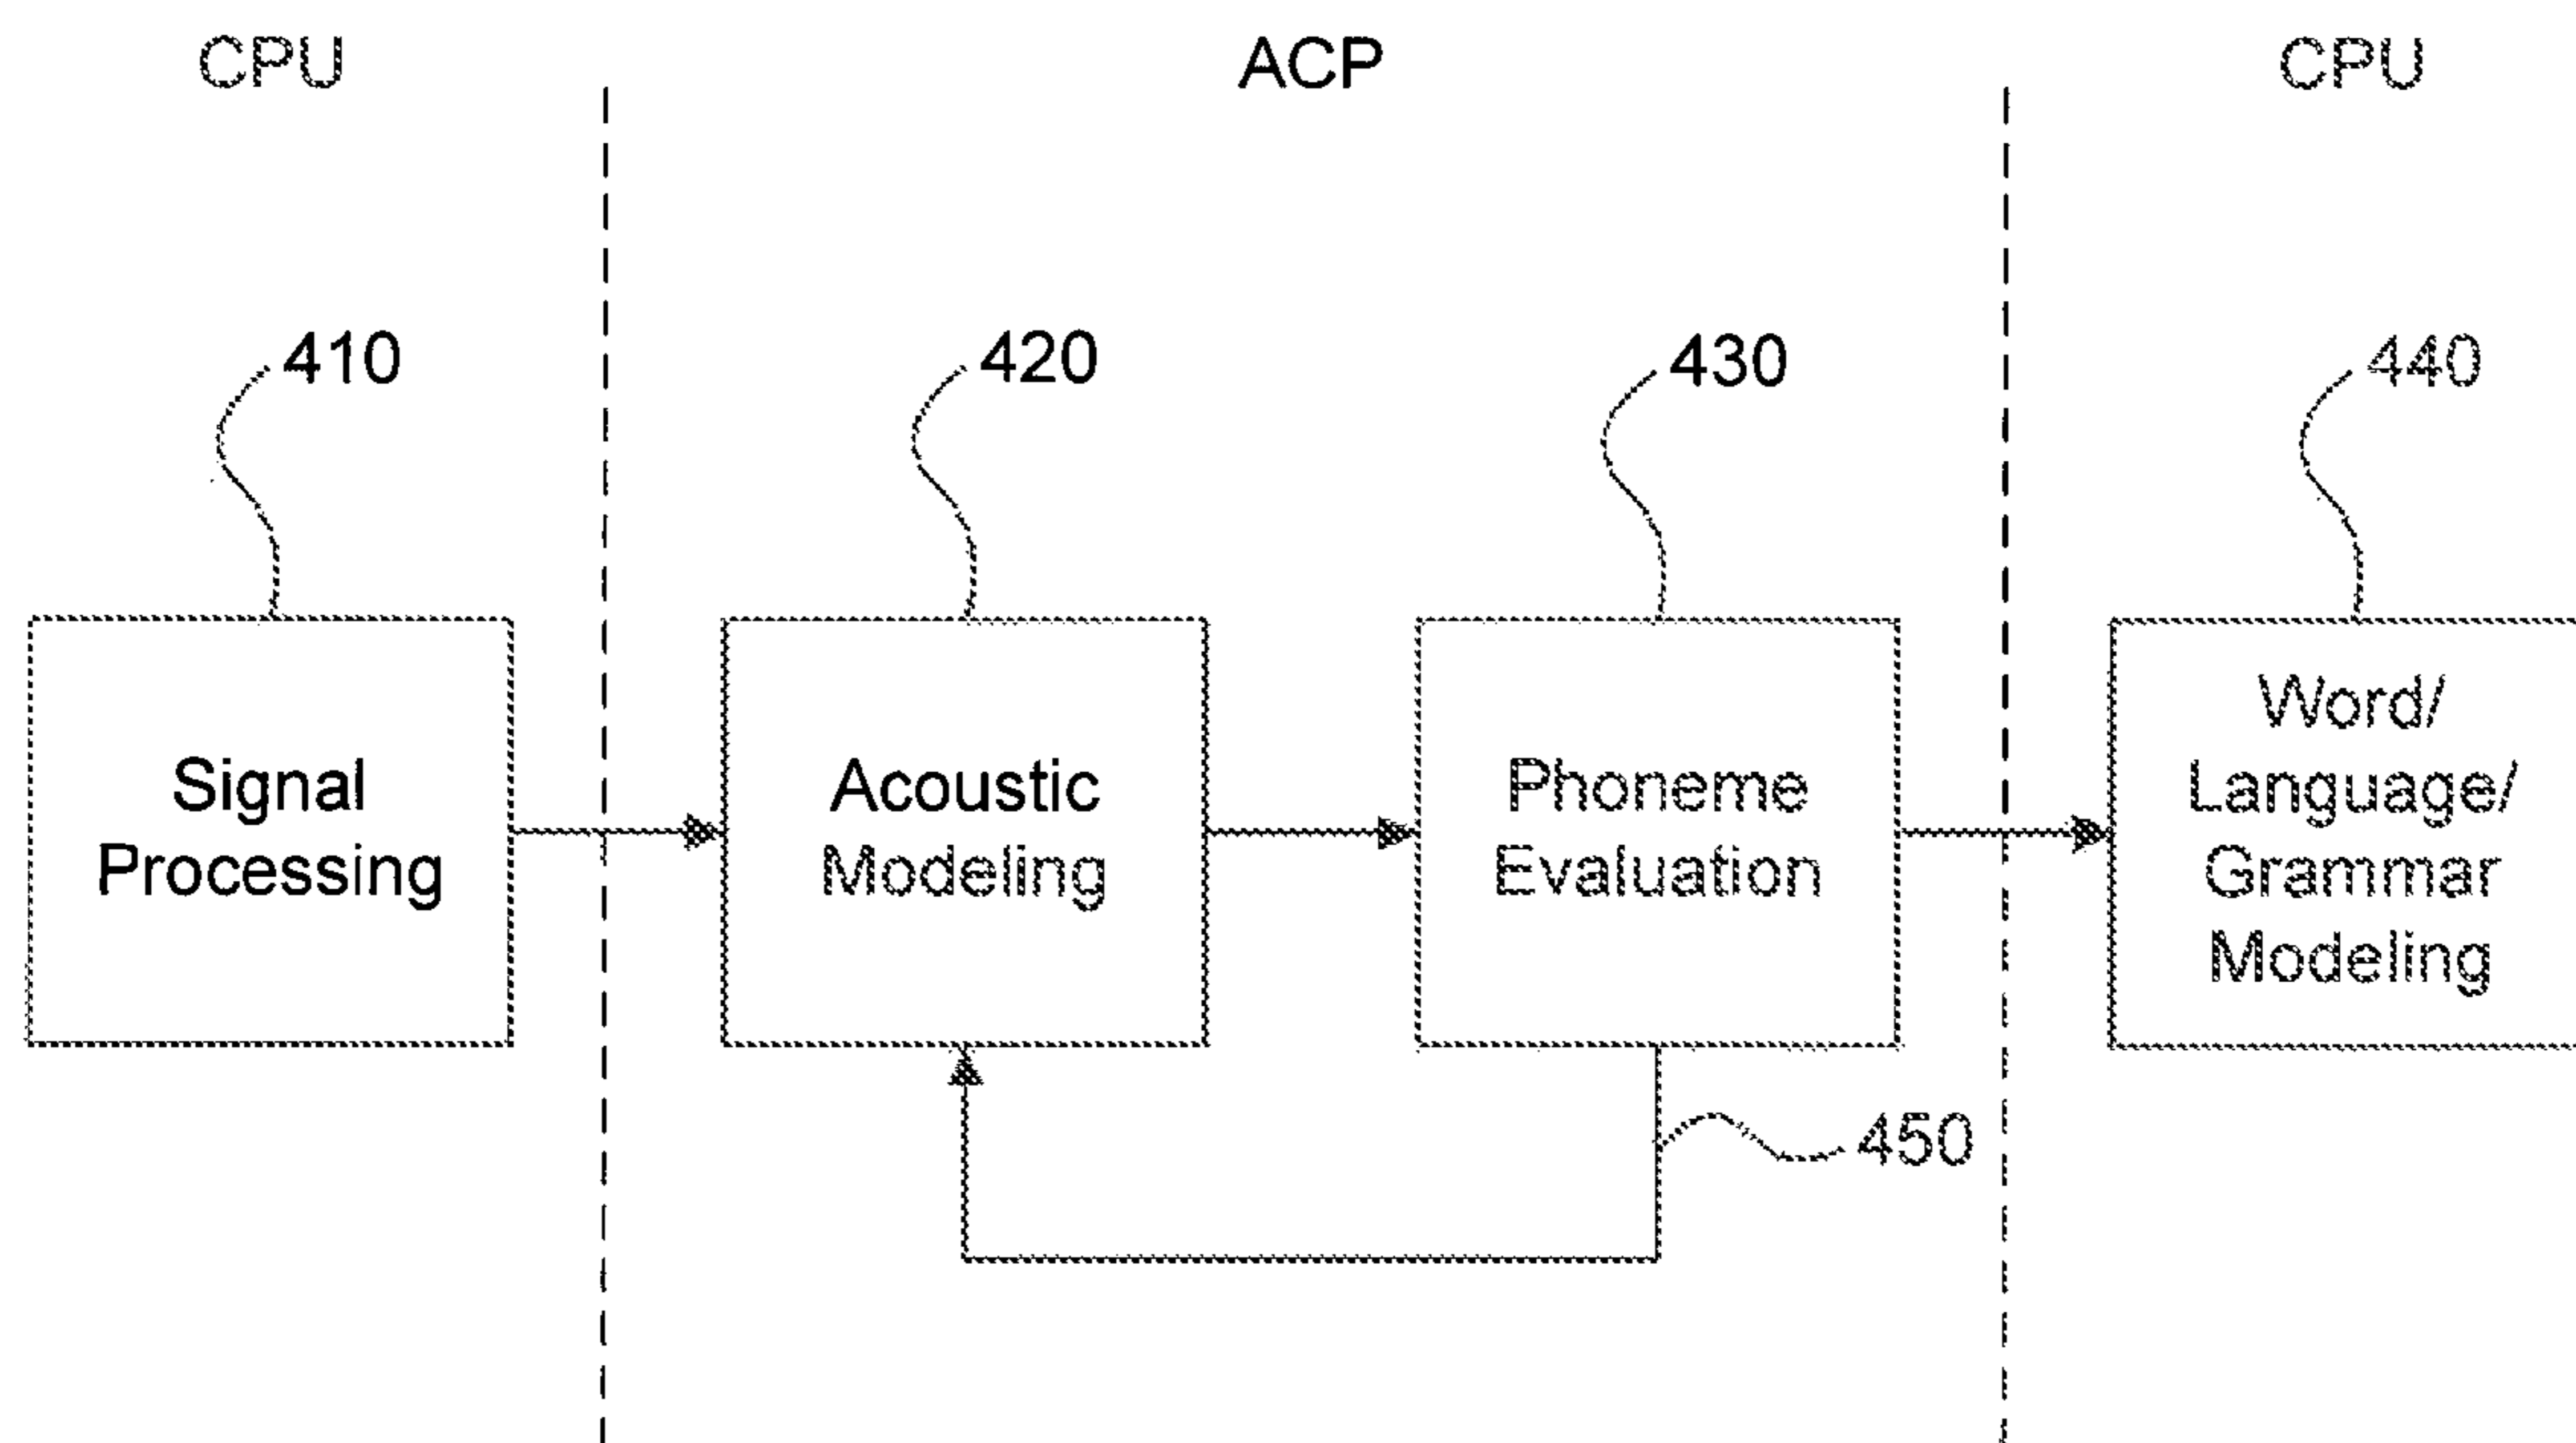 CPU
ACP
CPU
410
420
430
440
Signal
Processing
Acoustic
Modeling
Phoneme
Evaluation
Word/
Language/
Grammar
Modeling
450